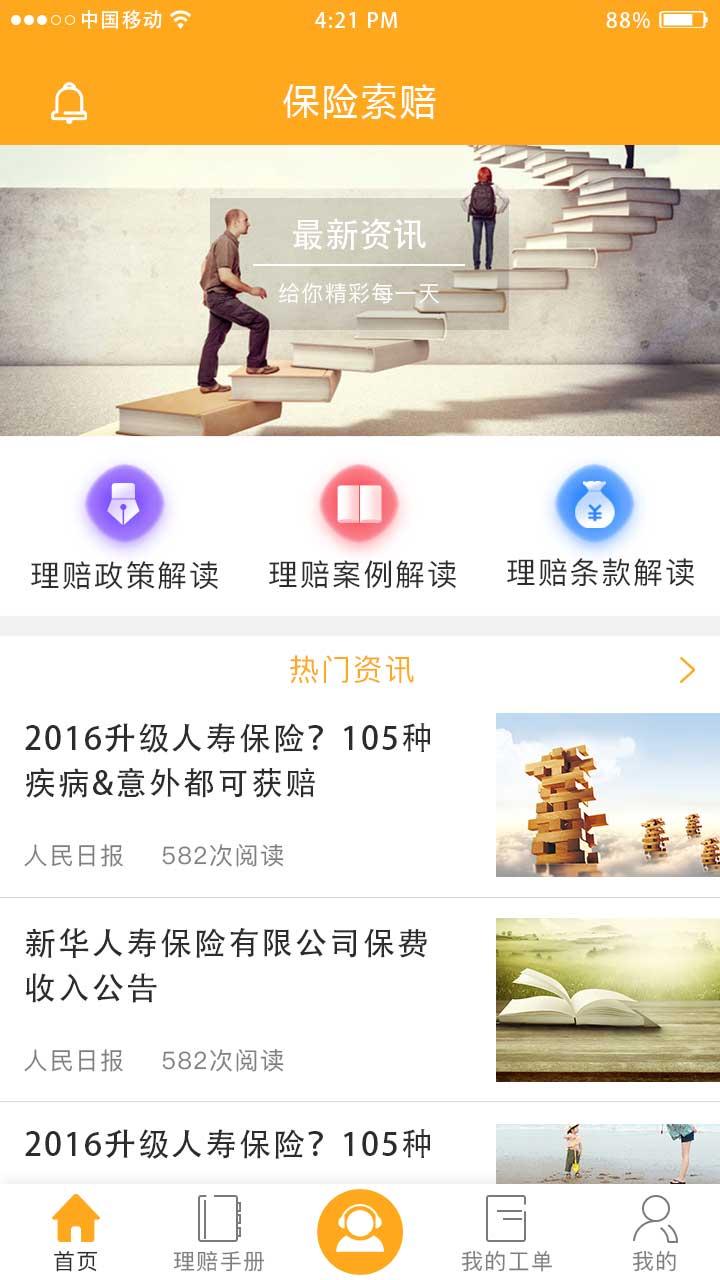 中国移动 4:21 PM 88%
保险索赔
最新资讯
给你精彩每一天
理赔政策解读 理赔案例解读 理赔条款解读
热门资讯
2016升级人寿保险？105种
疾病&意外都可获赔
人民日报 582次阅读
新华人寿保险有限公司保费
收入公告
人民日报 582次阅读
2016升级人寿保险？105种
首页 理赔手册 我的工单 我的